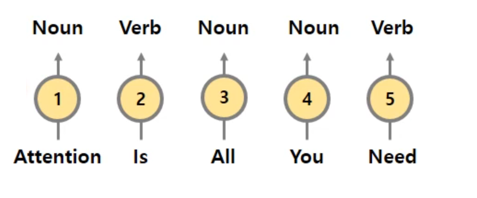 Noun Verb Noun Noun Verb
1 2 3 4 5
Attention Is All You Need